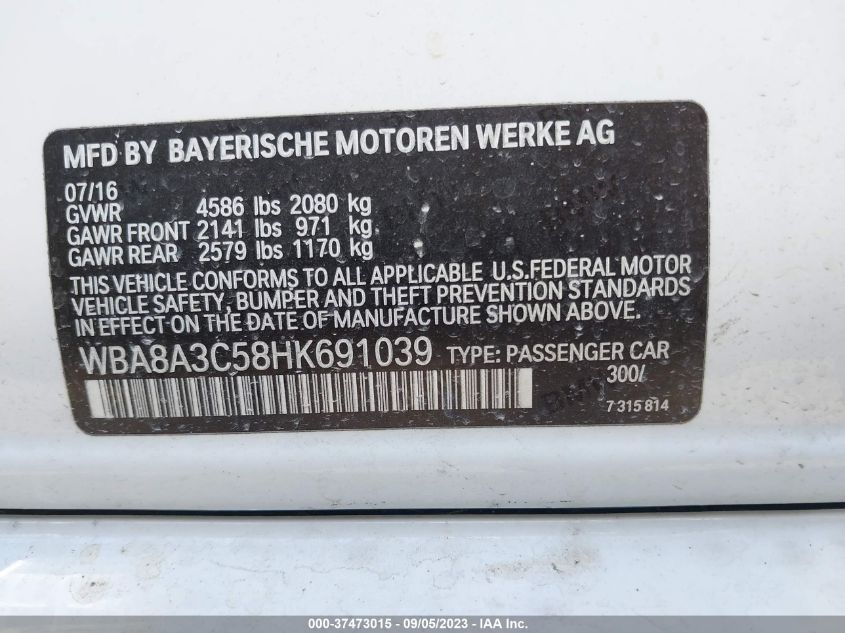 MFD BY BAYERISCHE MOTOREN WERKE AG
07/16
GVWR 4586 lbs 2080 kg
GAWR FRONT 2141 lbs 971 kg
GAWR REAR 2579 lbs 1170 kg
THIS VEHICLE CONFORMS TO ALL APPLICABLE U.S.FEDERAL MOTOR
VEHICLE SAFETY, BUMPER AND THEFT PREVENTION STANDARDS
IN EFFECT ON THE DATE OF MANUFACTURE SHOWN ABOVE.
WBA8A3C58HK691039 TYPE: PASSENGER CAR
300/
7 315 814
000-37473015 - 09/05/2023 - © IAA Inc.